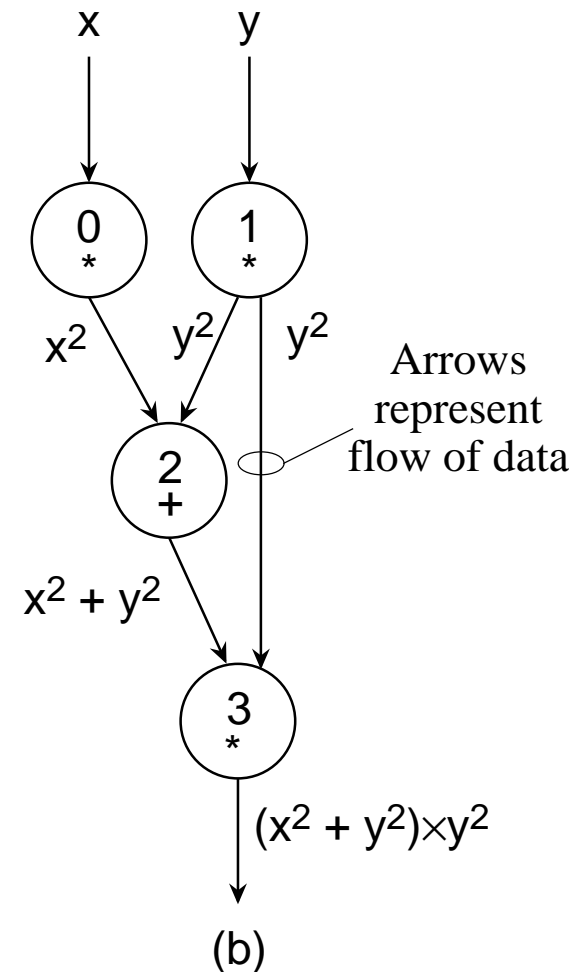 x y
0 1
* *
x² y² y²
Arrows
represent
flow of data
2
+
x² + y²
3
*
(x² + y²)×y²
(b)